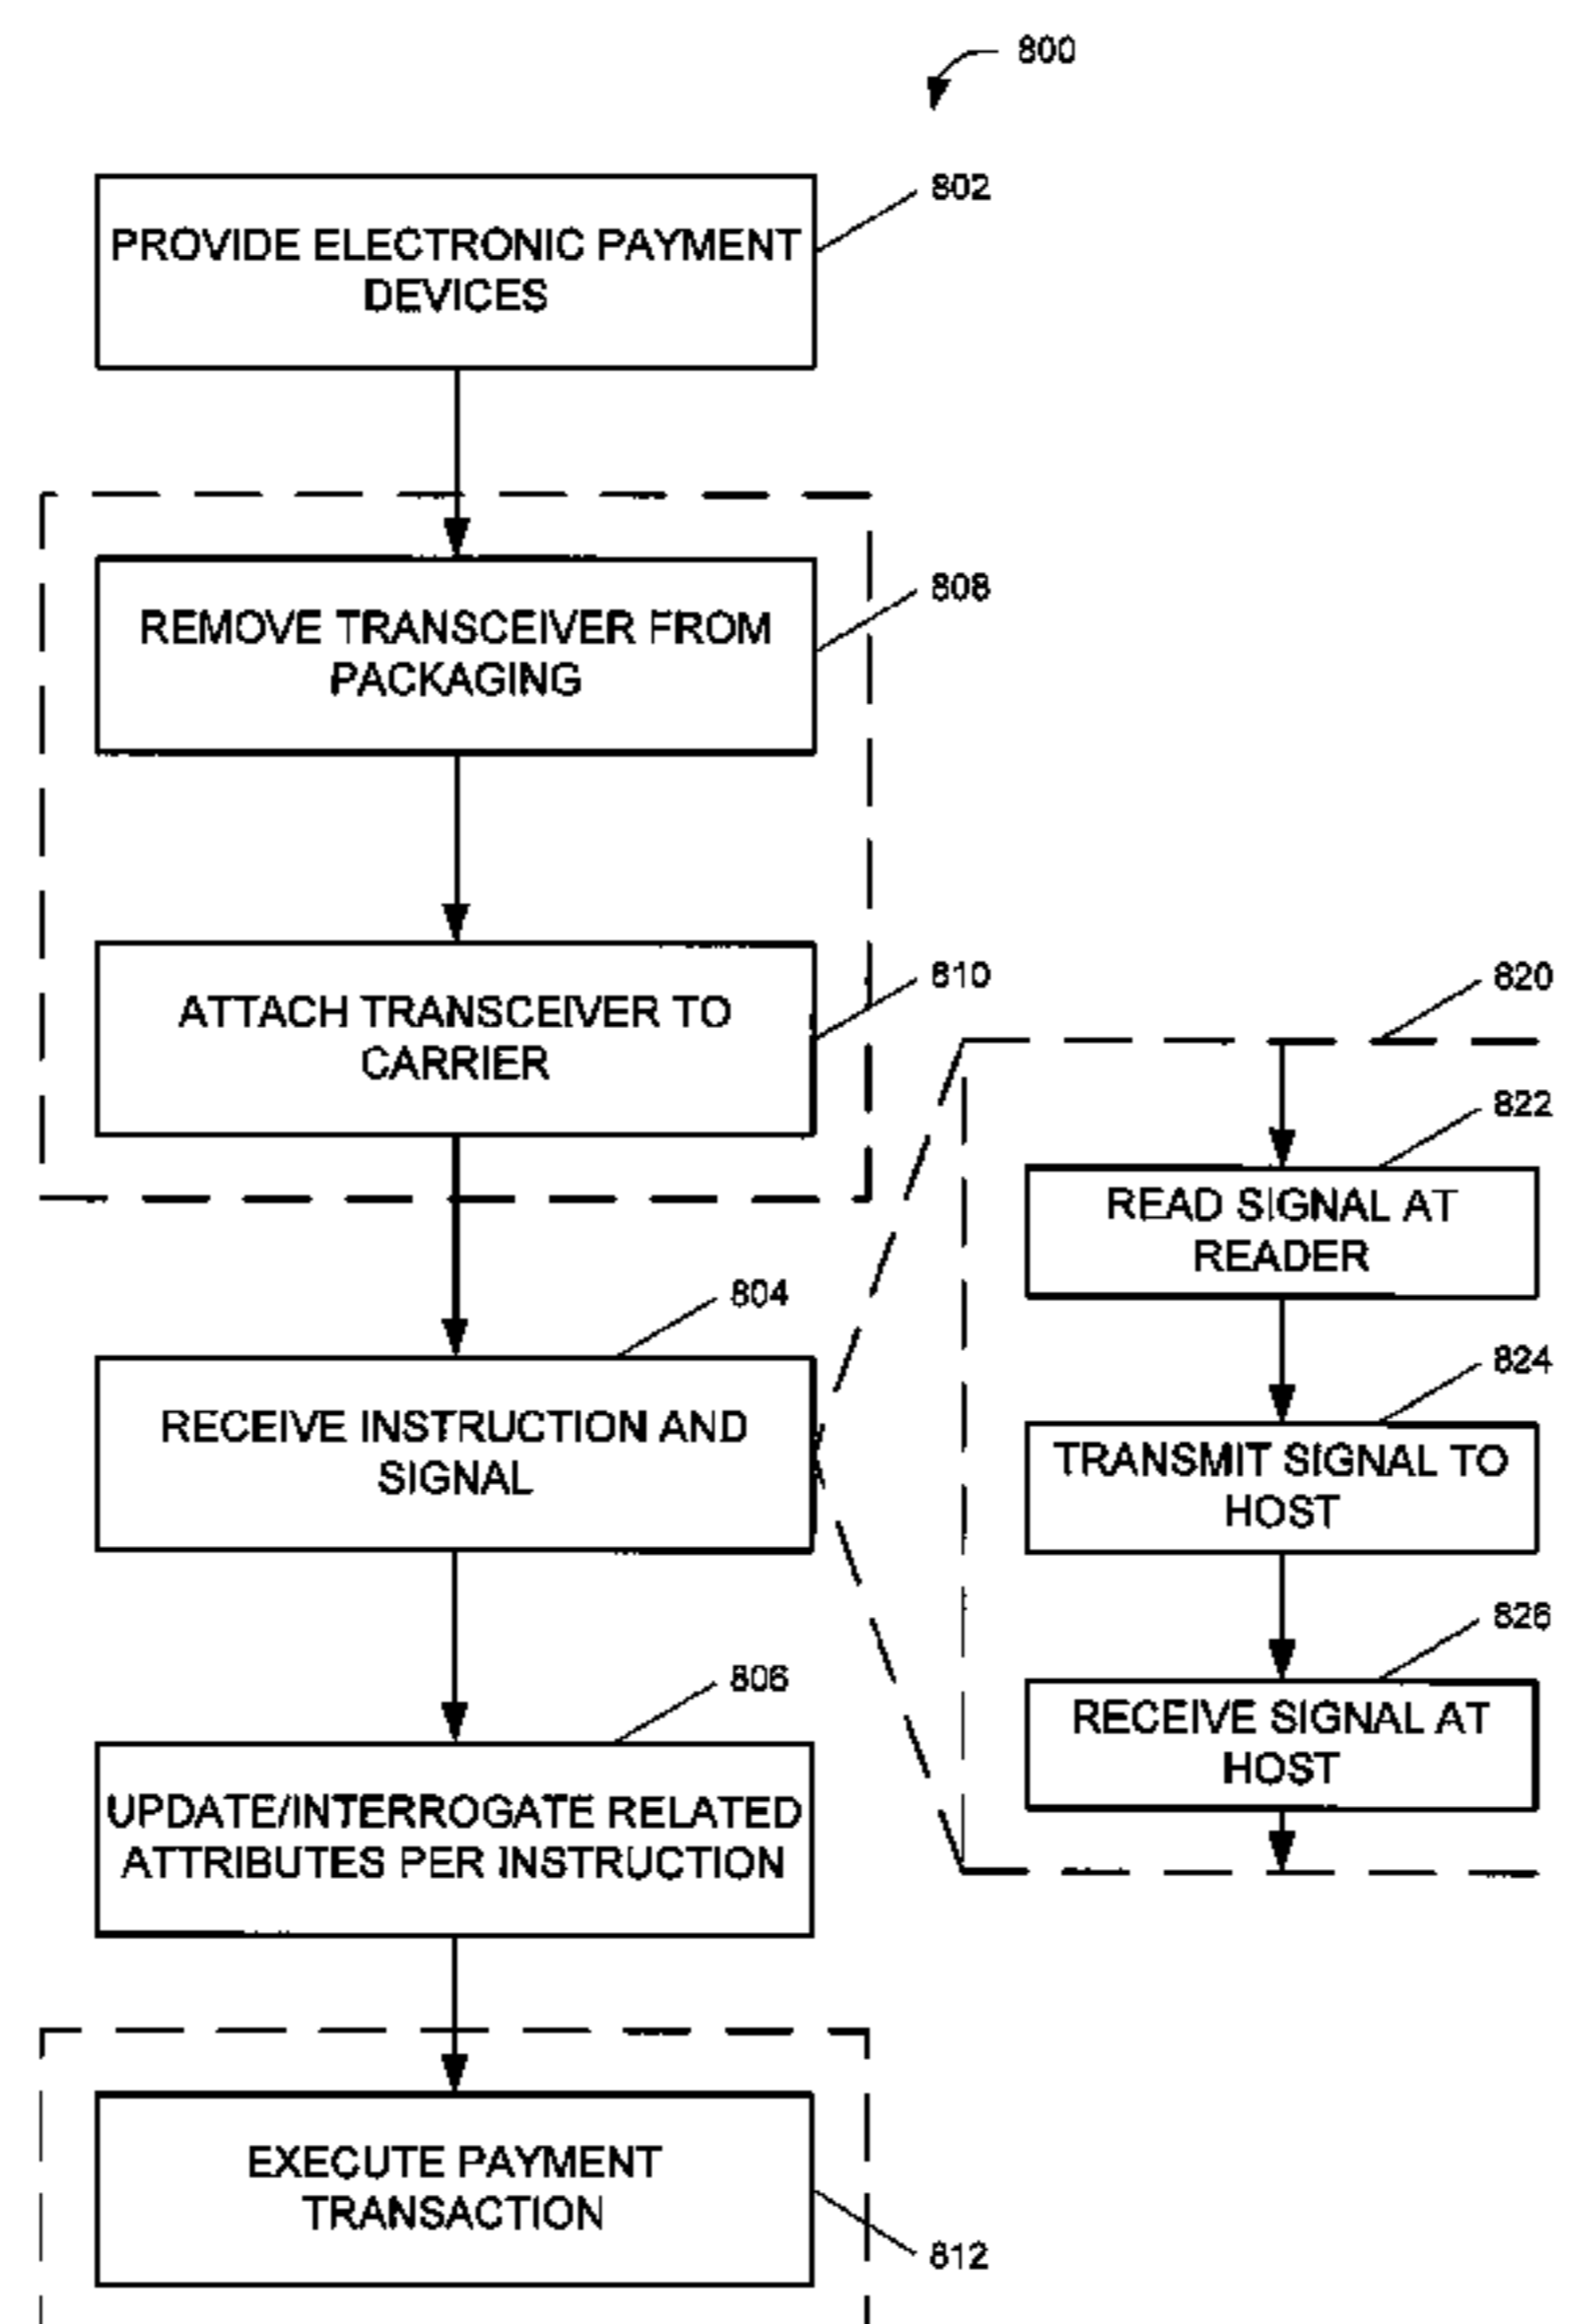 800
802
PROVIDE ELECTRONIC PAYMENT
DEVICES
808
REMOVE TRANSCEIVER FROM
PACKAGING
810
ATTACH TRANSCEIVER TO
CARRIER
804
RECEIVE INSTRUCTION AND
SIGNAL
806
UPDATE/INTERROGATE RELATED
ATTRIBUTES PER INSTRUCTION
EXECUTE PAYMENT
TRANSACTION
812
820
822
READ SIGNAL AT
READER
824
TRANSMIT SIGNAL TO
HOST
826
RECEIVE SIGNAL AT
HOST